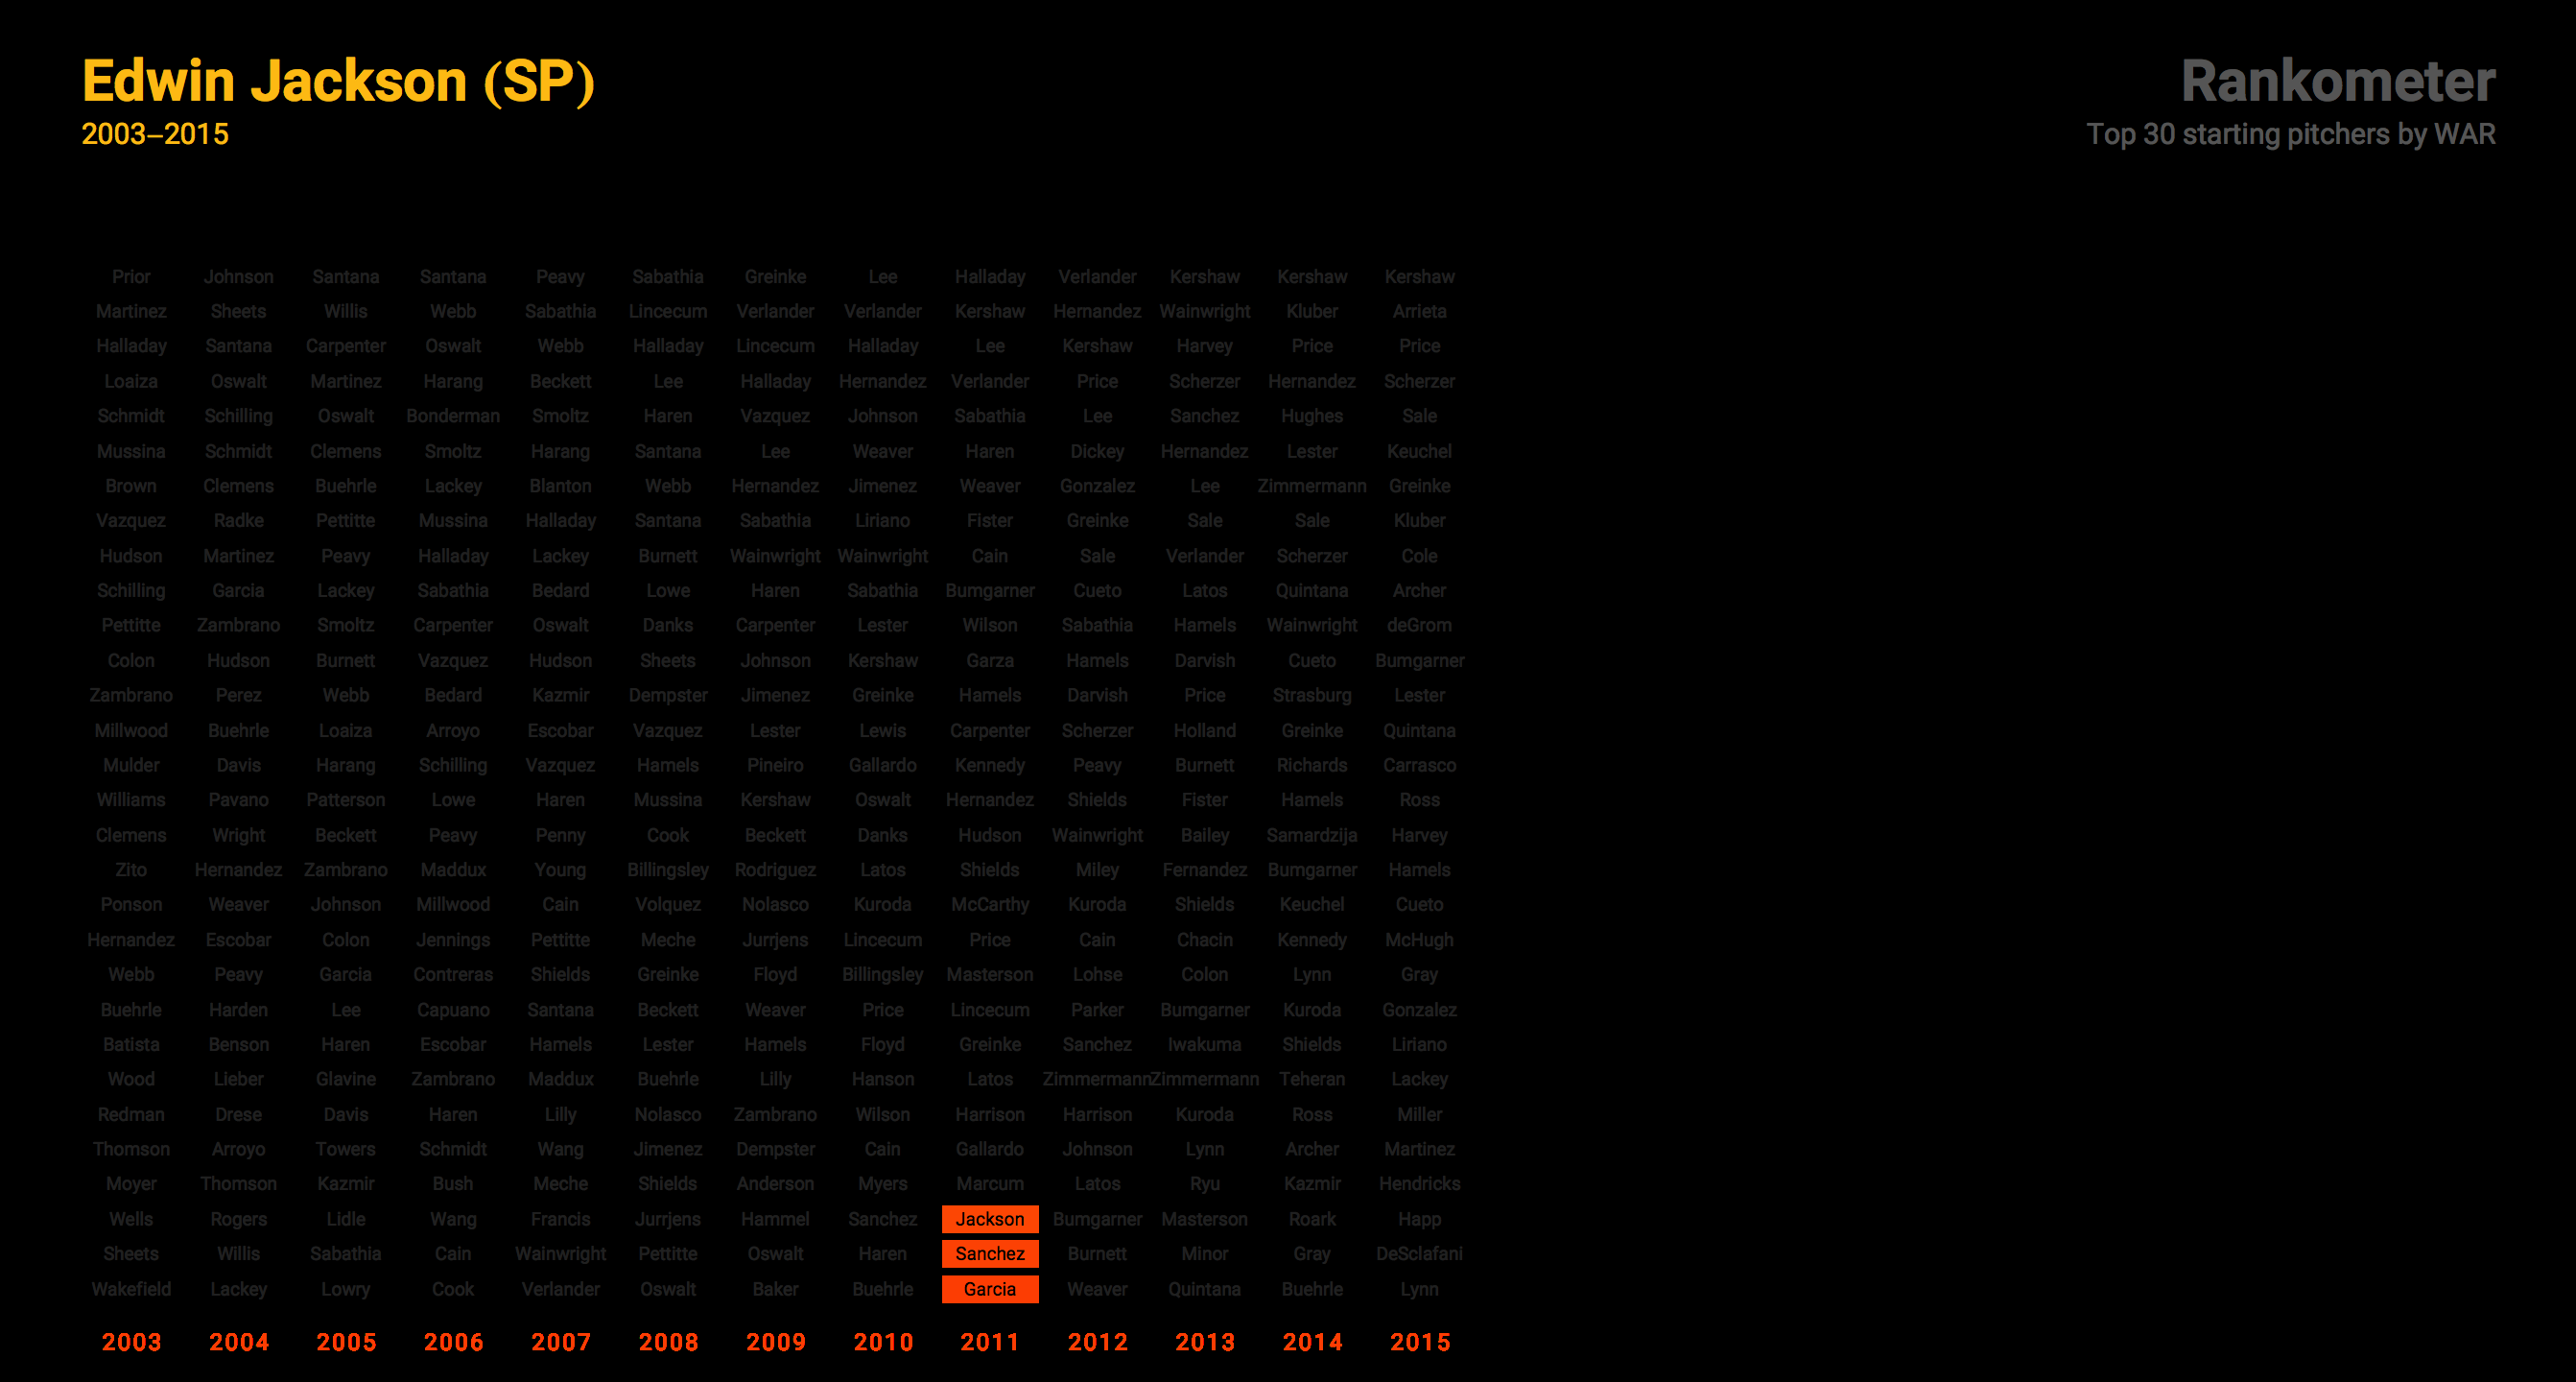 Edwin Jackson (SP)
2003–2015
Rankometer
Top 30 starting pitchers by WAR
Prior Johnson Santana Santana Peavy Sabathia Greinke Lee Halladay Verlander Kershaw Kershaw Kershaw
Martinez Sheets Willis Webb Sabathia Lincecum Verlander Verlander Kershaw Hernandez Wainwright Kluber Arrieta
Halladay Santana Carpenter Oswalt Webb Halladay Lincecum Halladay Lee Kershaw Harvey Price Price
Loaiza Oswalt Martinez Harang Beckett Lee Halladay Hernandez Verlander Price Scherzer Hernandez Scherzer
Schmidt Schilling Oswalt Bonderman Smoltz Haren Vazquez Johnson Sabathia Lee Sanchez Hughes Sale
Mussina Schmidt Clemens Smoltz Harang Santana Lee Weaver Haren Dickey Hernandez Lester Keuchel
Brown Clemens Buehrle Lackey Blanton Webb Hernandez Jimenez Weaver Gonzalez Lee Zimmermann Greinke
Vazquez Radke Pettitte Mussina Halladay Santana Sabathia Liriano Fister Greinke Sale Sale Kluber
Hudson Martinez Peavy Halladay Lackey Burnett Wainwright Wainwright Cain Sale Verlander Scherzer Cole
Schilling Garcia Lackey Sabathia Bedard Lowe Haren Sabathia Bumgarner Cueto Latos Quintana Archer
Pettitte Zambrano Smoltz Carpenter Oswalt Danks Carpenter Lester Wilson Sabathia Hamels Wainwright deGrom
Colon Hudson Burnett Vazquez Hudson Sheets Johnson Kershaw Garza Hamels Darvish Cueto Bumgarner
Zambrano Perez Webb Bedard Kazmir Dempster Jimenez Greinke Hamels Darvish Price Strasburg Lester
Millwood Buehrle Loaiza Arroyo Escobar Vazquez Lester Lewis Carpenter Scherzer Holland Greinke Quintana
Mulder Davis Harang Schilling Vazquez Hamels Pineiro Gallardo Kennedy Peavy Burnett Richards Carrasco
Williams Pavano Patterson Lowe Haren Mussina Kershaw Oswalt Hernandez Shields Fister Hamels Ross
Clemens Wright Beckett Peavy Penny Cook Beckett Danks Hudson Wainwright Bailey Samardzija Harvey
Zito Hernandez Zambrano Maddux Young Billingsley Rodriguez Latos Shields Miley Fernandez Bumgarner Hamels
Ponson Weaver Johnson Millwood Cain Volquez Nolasco Kuroda McCarthy Kuroda Shields Keuchel Cueto
Hernandez Escobar Colon Jennings Pettitte Meche Jurrjens Lincecum Price Cain Chacin Kennedy McHugh
Webb Peavy Garcia Contreras Shields Greinke Floyd Billingsley Masterson Lohse Colon Lynn Gray
Buehrle Harden Lee Capuano Santana Beckett Weaver Price Lincecum Parker Bumgarner Kuroda Gonzalez
Batista Benson Haren Escobar Hamels Lester Hamels Floyd Greinke Sanchez Iwakuma Shields Liriano
Wood Lieber Glavine Zambrano Maddux Buehrle Lilly Hanson Latos Zimmermann Zimmermann Teheran Lackey
Redman Drese Davis Haren Lilly Nolasco Zambrano Wilson Harrison Harrison Kuroda Ross Miller
Thomson Arroyo Towers Schmidt Wang Jimenez Dempster Cain Gallardo Johnson Lynn Archer Martinez
Moyer Thomson Kazmir Bush Meche Shields Anderson Myers Marcum Latos Ryu Kazmir Hendricks
Wells Rogers Lidle Wang Francis Jurrjens Hammel Sanchez Jackson Bumgarner Masterson Roark Happ
Sheets Willis Sabathia Cain Wainwright Pettitte Oswalt Haren Sanchez Burnett Minor Gray DeSclafani
Wakefield Lackey Lowry Cook Verlander Oswalt Baker Buehrle Garcia Weaver Quintana Buehrle Lynn
2003 2004 2005 2006 2007 2008 2009 2010 2011 2012 2013 2014 2015